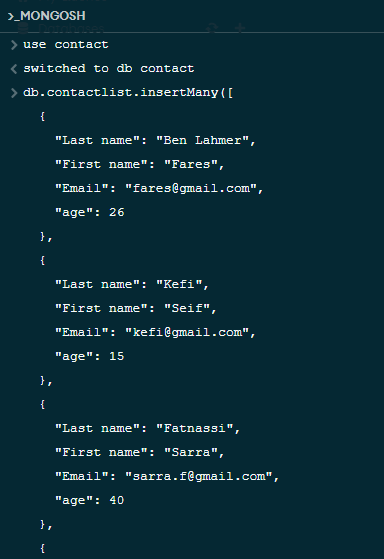 >_MONGOSH
> use contact
< switched to db contact
> db.contactlist.insertMany([
{
"Last name": "Ben Lahmer",
"First name": "Fares",
"Email": "fares@gmail.com",
"age": 26
},
{
"Last name": "Kefi",
"First name": "Seif",
"Email": "kefi@gmail.com",
"age": 15
},
{
"Last name": "Fatnassi",
"First name": "Sarra",
"Email": "sarra.f@gmail.com",
"age": 40
},
{